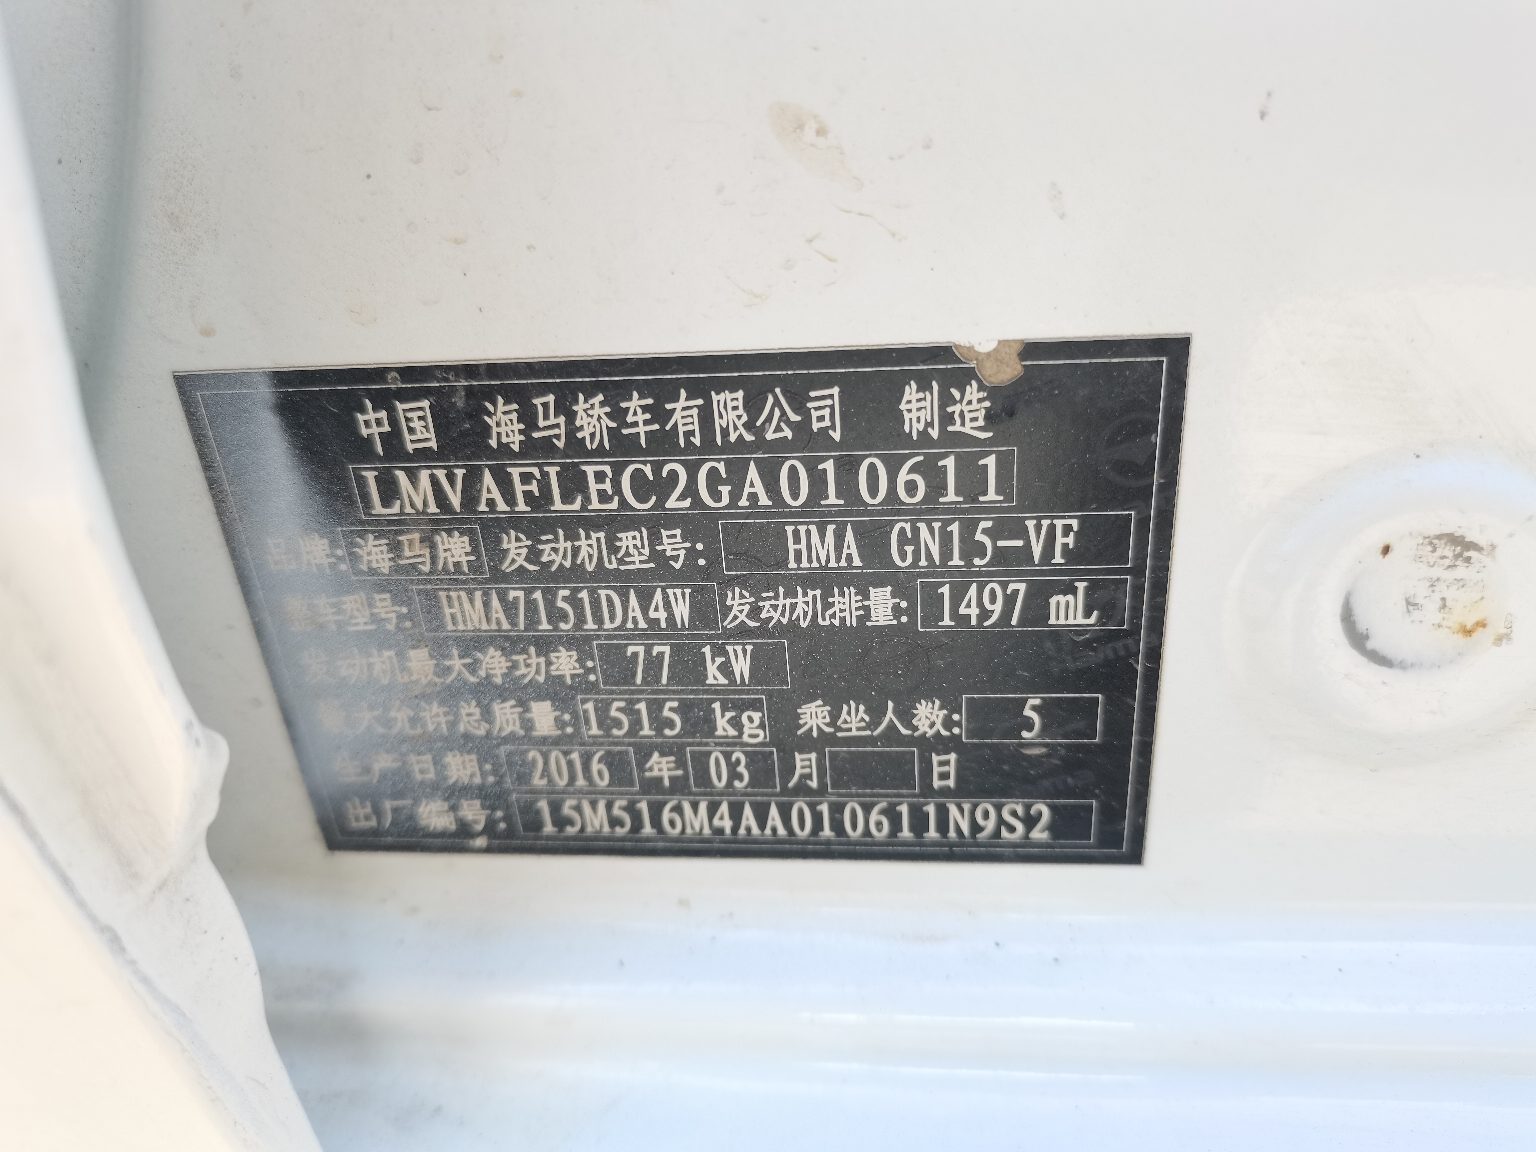 中国 海马轿车有限公司 制造
LMVAFLEC2GA010611
品牌: 海马牌 发动机型号: HMA GN15-VF
整车型号: HMA7151DA4W 发动机排量: 1497 mL
发动机最大净功率: 77 kW
最大允许总质量: 1515 kg 乘坐人数: 5
生产日期: 2016 年 03 月 日
出厂编号: 15M516M4AA010611N9S2